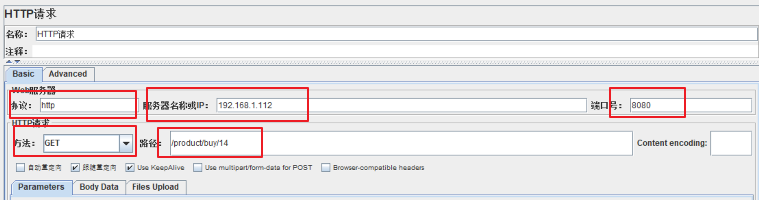 HTTP请求
名称： HTTP请求
注释：
Basic Advanced
Web服务器
协议： http 服务器名称或IP： 192.168.1.112 端口号： 8080
HTTP请求
方法： GET 路径： /product/buy/14 Content encoding:
自动重定向 跟随重定向 Use KeepAlive Use multipart/form-data for POST Browser-compatible headers
Parameters Body Data Files Upload